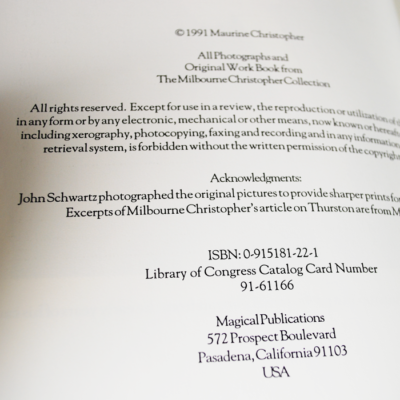 © 1991 Maurine Christopher
All Photographs and
Original Work Book from
The Milbourne Christopher Collection
All rights reserved. Except for use in a review, the reproduction or utilization of
in any form or by any electronic, mechanical or other means, now known or
including xerography, photocopying, faxing and recording and in any information
retrieval system, is forbidden without the written permission of the
Acknowledgments:
John Schwartz photographed the original pictures to provide sharper prints
Excerpts of Milbourne Christopher's article on Thurston are from
ISBN: 0-915181-22-1
Library of Congress Catalog Card Number
91-61166
Magical Publications
572 Prospect Boulevard
Pasadena, California 91103
USA